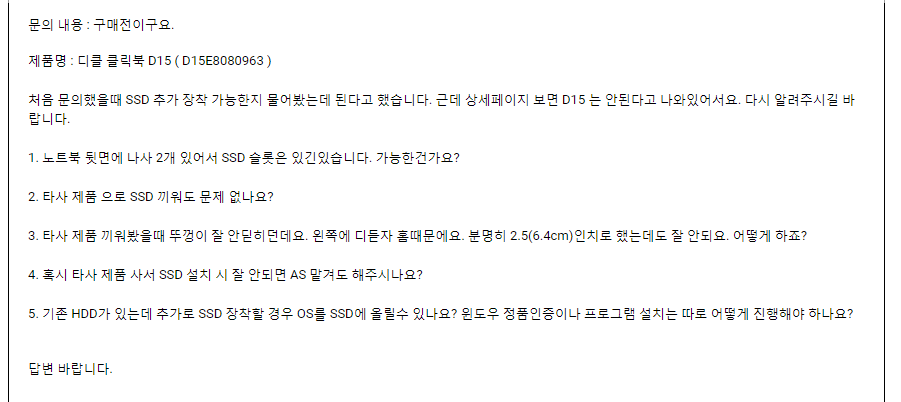 문의 내용 : 구매전이구요.
제품명 : 디클 클릭북 D15 ( D15E8080963 )
처음 문의했을때 SSD 추가 장착 가능한지 물어봤는데 된다고 했습니다. 근데 상세페이지 보면 D15 는 안된다고 나와있어서요. 다시 알려주시길 바
랍니다.
1. 노트북 뒷면에 나사 2개 있어서 SSD 슬롯은 있긴있습니다. 가능한건가요?
2. 타사 제품 으로 SSD 끼워도 문제 없나요?
3. 타사 제품 끼워봤을때 뚜껑이 잘 안닫히던데요. 왼쪽에 디듣자 홈때문에요. 분명히 2.5(6.4cm)인치로 했는데도 잘 안되요. 어떻게 하죠?
4. 혹시 타사 제품 사서 SSD 설치 시 잘 안되면 AS 맡겨도 해주시나요?
5. 기존 HDD가 있는데 추가로 SSD 장착할 경우 OS를 SSD에 올릴수 있나요? 윈도우 정품인증이나 프로그램 설치는 따로 어떻게 진행해야 하나요?
답변 바랍니다.